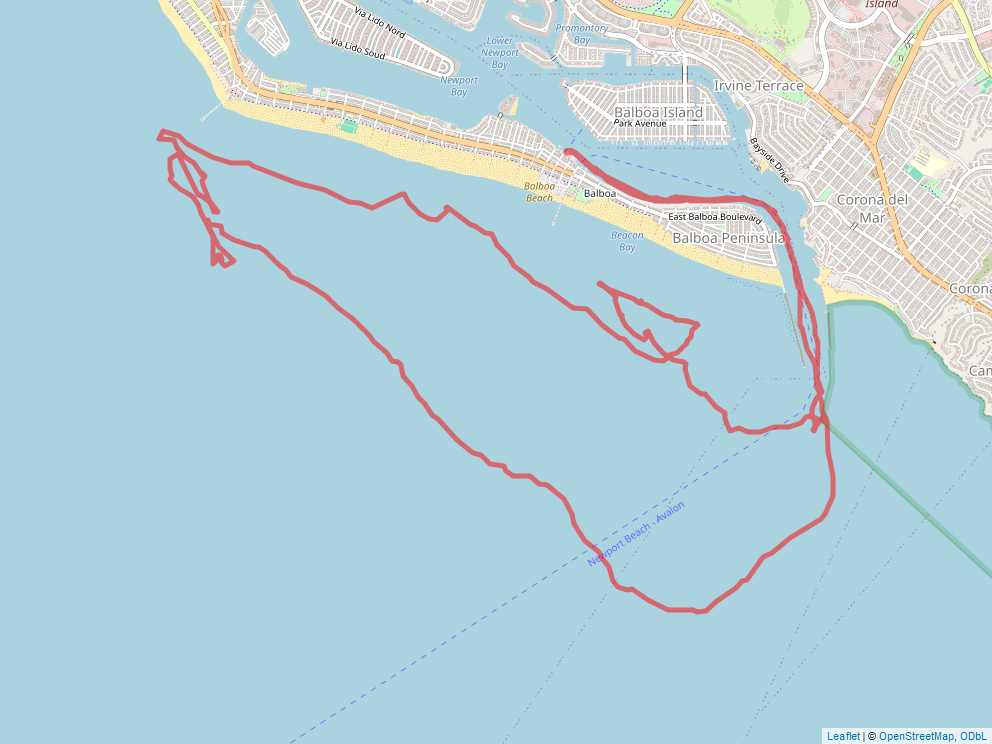 Island
Via Lido Nord
Via Lido Soud
Promontory
Bay
Lower
Newport
Bay
Newport
Bay
Irvine Terrace
Balboa Island
Park Avenue
Bayside Drive
Balboa
Beach
Balboa
East Balboa Boulevard
Beacon
Bay
Balboa Peninsula
Corona del
Mar
Corona
Cam
Newport Beach - Avalon
Leaflet | © OpenStreetMap, ODbL